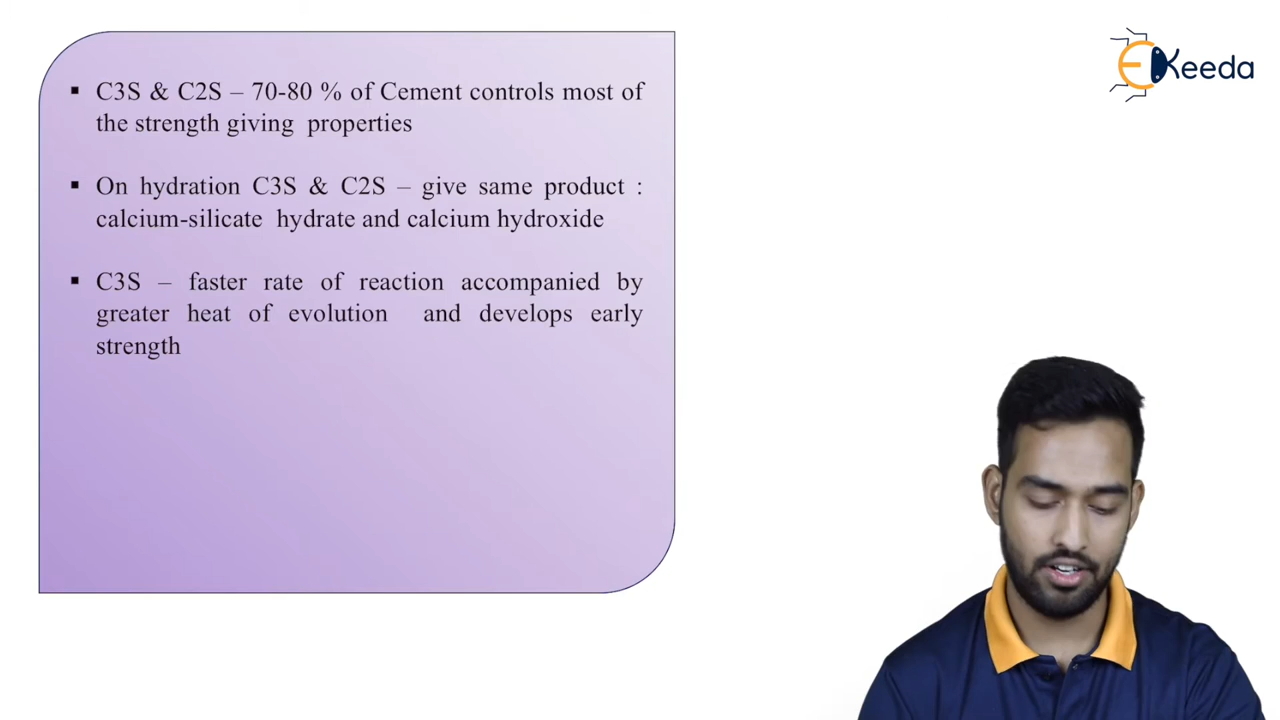 Ekeeda
▪ C3S & C2S – 70-80 % of Cement controls most of
the strength giving properties
▪ On hydration C3S & C2S – give same product :
calcium-silicate hydrate and calcium hydroxide
▪ C3S – faster rate of reaction accompanied by
greater heat of evolution and develops early
strength